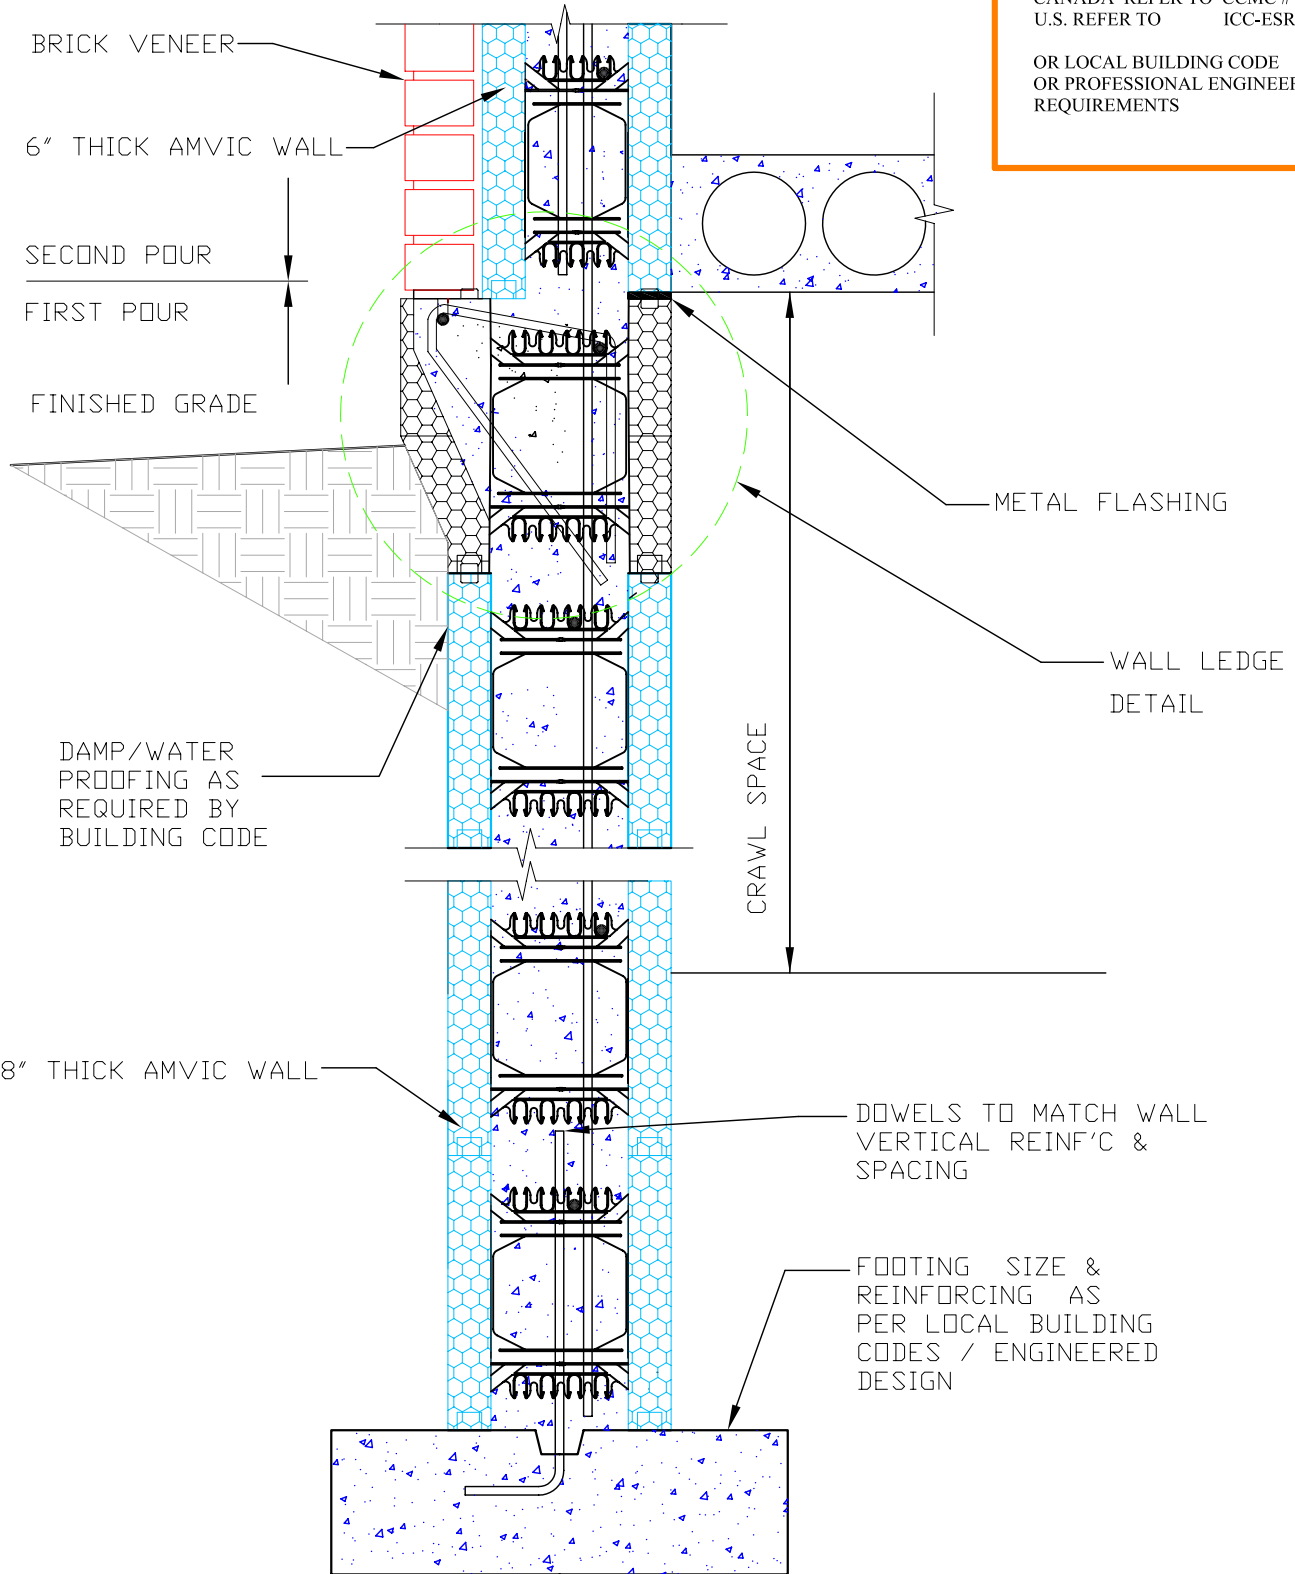 U.S. REFER TO ICC-ESR
OR LOCAL BUILDING CODE
OR PROFESSIONAL ENGINEER
REQUIREMENTS
BRICK VENEER
6" THICK AMVIC WALL
SECOND POUR
FIRST POUR
FINISHED GRADE
METAL FLASHING
WALL LEDGE
DETAIL
DAMP/WATER
PROOFING AS
REQUIRED BY
BUILDING CODE
CRAWL SPACE
8" THICK AMVIC WALL
DOWELS TO MATCH WALL
VERTICAL REINF'C &
SPACING
FOOTING SIZE &
REINFORCING AS
PER LOCAL BUILDING
CODES / ENGINEERED
DESIGN